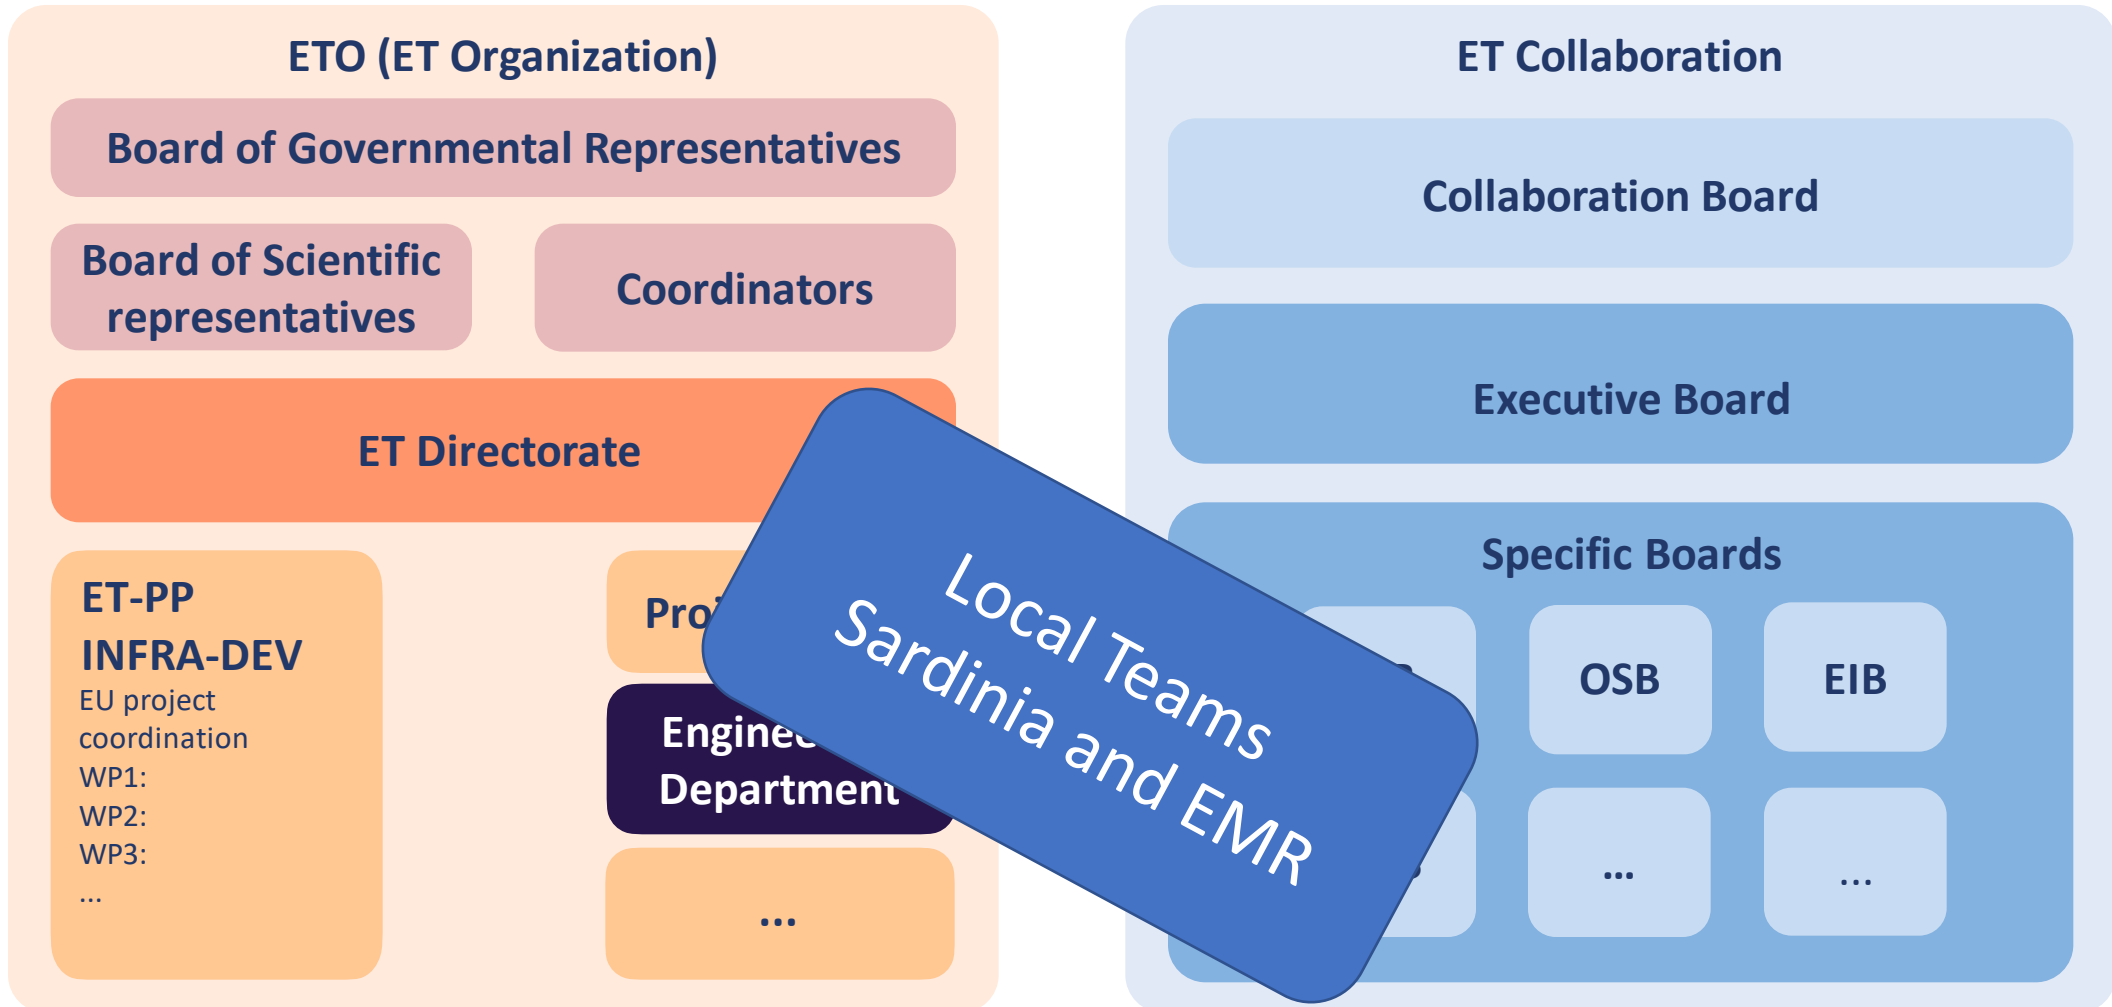 ETO (ET Organization)
Board of Governmental Representatives
Board of Scientific
representatives
Coordinators
ET Directorate
ET-PP
INFRA-DEV
EU project
coordination
WP1:
WP2:
WP3:
...
Department
...
Local Teams
Sardinia and EMR
ET Collaboration
Collaboration Board
Executive Board
Specific Boards
OSB
EIB
...
...